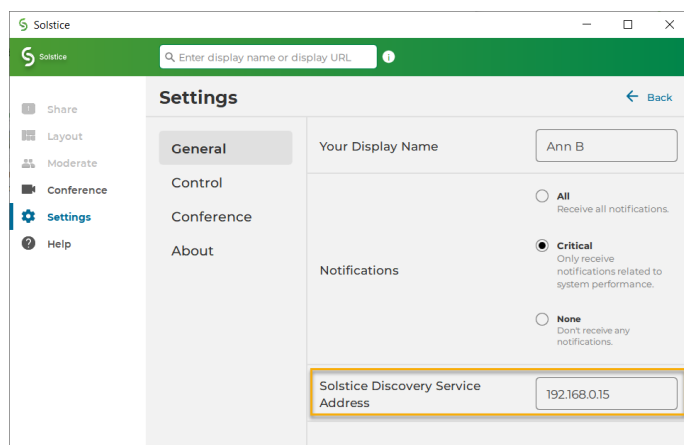 Solstice
Solstice
Enter display name or display URL
Settings
Back
Share
Layout
Moderate
Conference
Settings
Help
General
Control
Conference
About
Your Display Name
Ann B
Notifications
All
Receive all notifications.
Critical
Only receive
notifications related to
system performance.
None
Don't receive any
notifications.
Solstice Discovery Service
Address
192.168.0.15